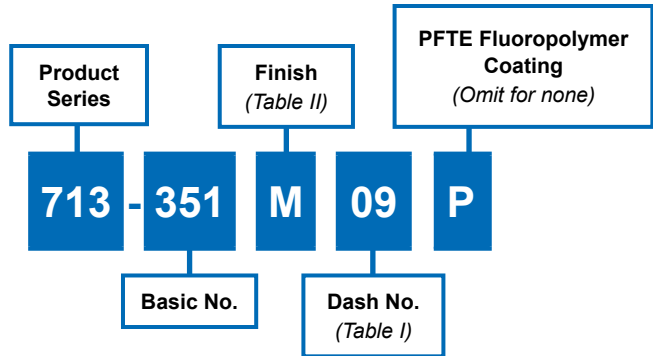 PFTE Fluoropolymer
Coating
(Omit for none)
Product
Series
Finish
(Table II)
713 - 351 M 09 P
Basic No.
Dash No.
(Table I)